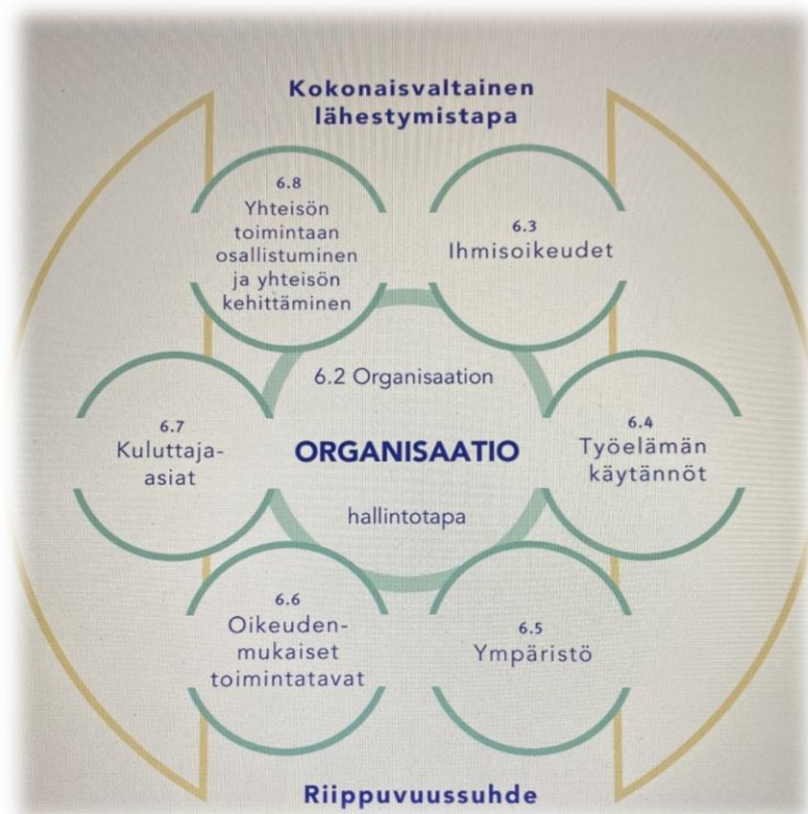 Kokonaisvaltainen
lähestymistapa
6.8
Yhteisön
toimintaan
osallistuminen
ja yhteisön
kehittäminen
6.3
Ihmisoikeudet
6.2 Organisaation
ORGANISAATIO
hallintotapa
6.7
Kuluttaja-
asiat
6.4
Työelämän
käytännöt
6.6
Oikeuden-
mukaiset
toimintatavat
6.5
Ympäristö
Riippuvuussuhde